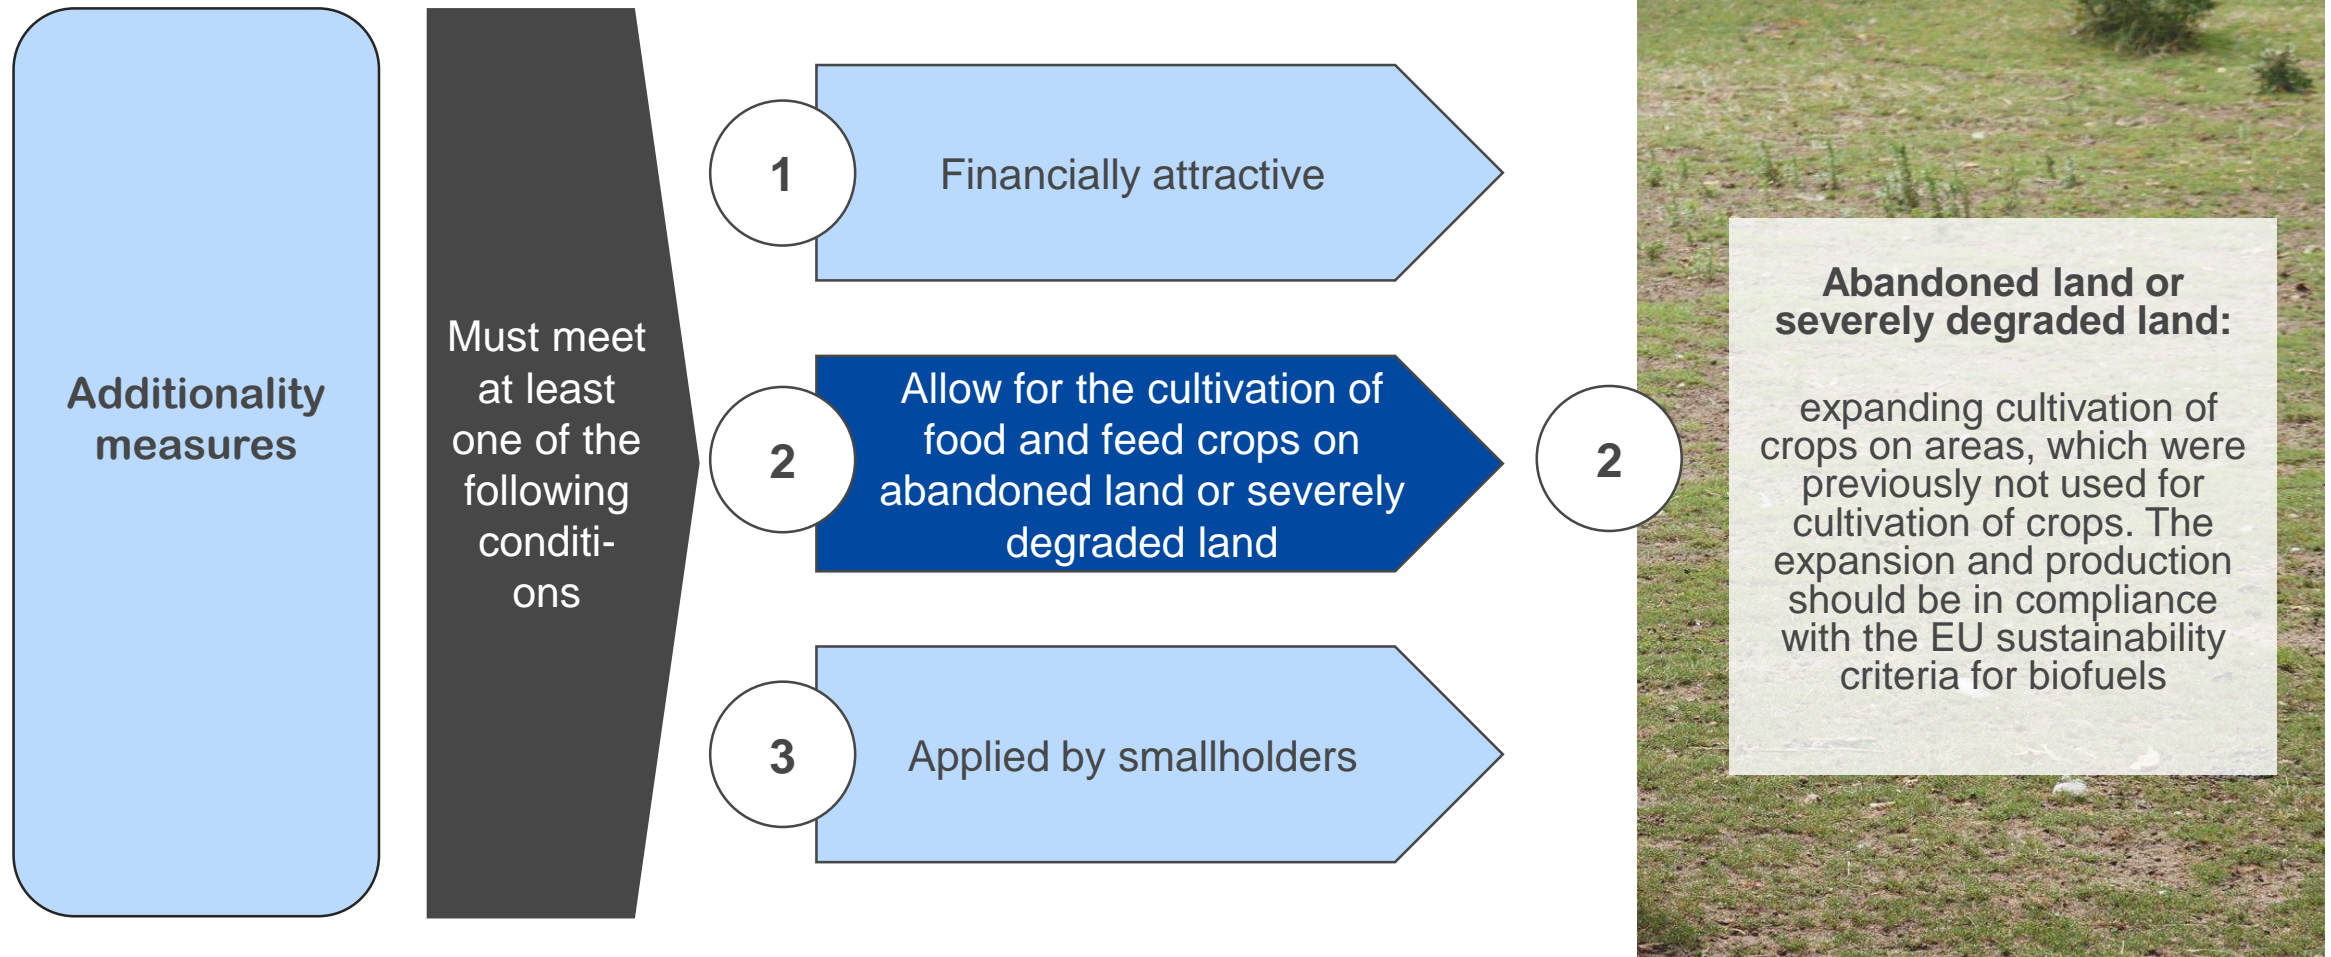 Additionality
measures
Must meet
at least
one of the
following
conditi-
ons
1
Financially attractive
2
Allow for the cultivation of
food and feed crops on
abandoned land or severely
degraded land
3
Applied by smallholders
2
Abandoned land or
severely degraded land:
expanding cultivation of
crops on areas, which were
previously not used for
cultivation of crops. The
expansion and production
should be in compliance
with the EU sustainability
criteria for biofuels